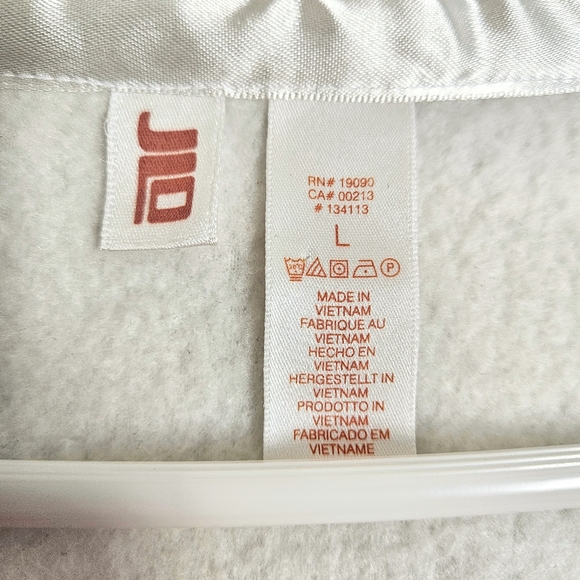 RN# 19090
CA# 00213
# 134113
L
P
MADE IN
VIETNAM
FABRIQUE AU
VIETNAM
HECHO EN
VIETNAM
HERGESTELLT IN
VIETNAM
PRODOTTO IN
VIETNAM
FABRICADO EM
VIETNAME